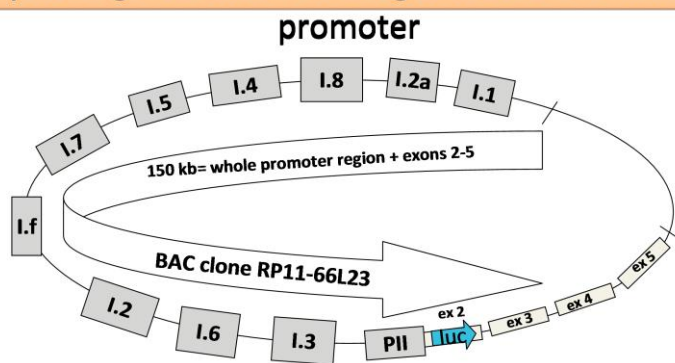 promoter
I.8
I.4
I.2a
I.1
I.5
I.7
150 kb= whole promoter region + exons 2-5
I.f
BAC clone RP11-66L23
I.2
I.6
I.3
PII
ex 2
luc
ex 3
ex 4
ex 5